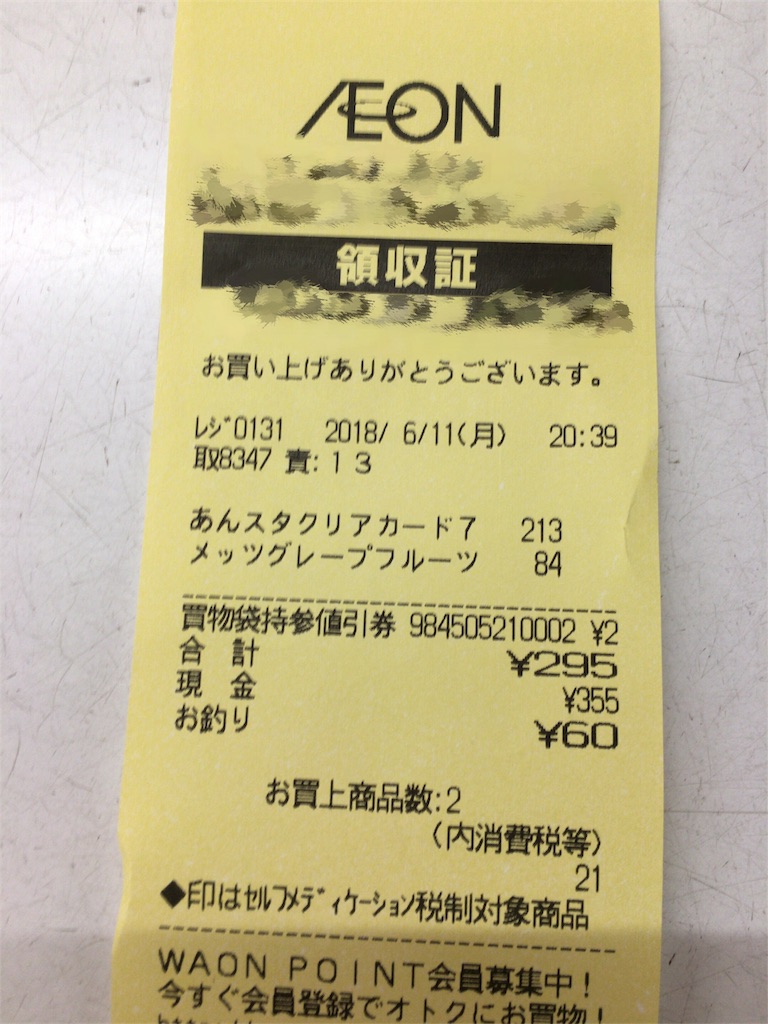 ÆON
領収証
お買い上げありがとうございます。
ﾚｼﾞ0131 2018/ 6/11(月) 20:39
取8347 責:13
あんスタクリアカード7 213
メッツグレープフルーツ 84
買物袋持参値引券 984505210002 ¥2
合 計 ¥295
現 金 ¥355
お釣り ¥60
お買上商品数:2
(内消費税等)
21
◆印はｾﾙﾌﾒﾃﾞｨｹｰｼｮﾝ税制対象商品
WAON POINT会員募集中!
今すぐ会員登録でオトクにお買物!